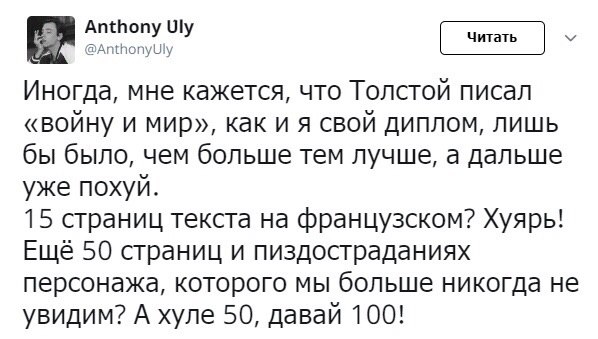 Anthony Uly
@AnthonyUly
Читать
Иногда, мне кажется, что Толстой писал
«войну и мир», как и я свой диплом, лишь
бы было, чем больше тем лучше, а дальше
уже похуй.
15 страниц текста на французском? Хуярь!
Ещё 50 страниц и пиздостраданиях
персонажа, которого мы больше никогда не
увидим? А хуле 50, давай 100!